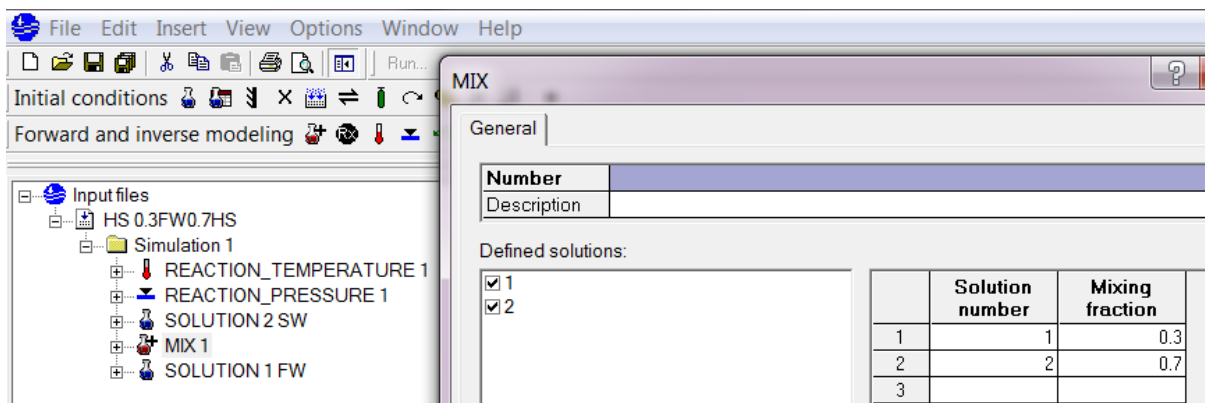 File Edit Insert View Options Window Help
Run...
Initial conditions
Forward and inverse modeling
Input files
HS 0.3FW0.7HS
Simulation 1
REACTION_TEMPERATURE 1
REACTION_PRESSURE 1
SOLUTION 2 SW
MIX 1
SOLUTION 1 FW
MIX
General
Number
Description
Defined solutions:
1
2
Solution number Mixing fraction
1 1 0.3
2 2 0.7
3